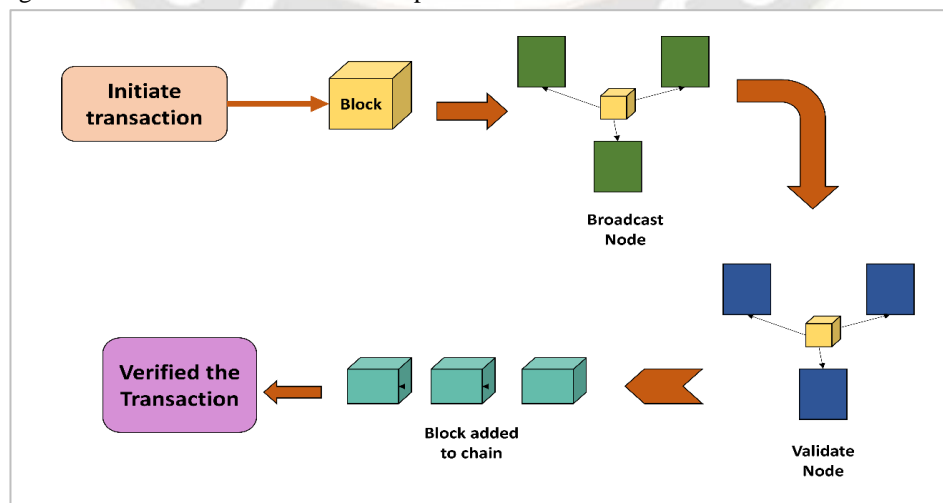 Initiate
transaction
Block
Broadcast
Node
Verified the
Transaction
Block added
to chain
Validate
Node